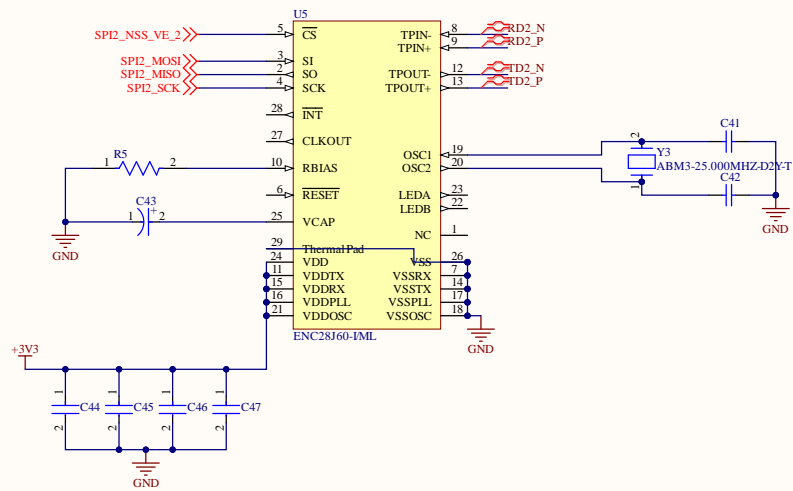 U5
SPI2_NSS_VE_2 5 CS TPIN- 8 RD2_N
TPIN+ 9 RD2_P
SPI2_MOSI 3 SI
SPI2_MISO 2 SO TPOUT- 12 TD2_N
SPI2_SCK 4 SCK TPOUT+ 13 TD2_P
28 INT
C41
27 CLKOUT
2
R5 OSC1 19 Y3
1 2 10 RBIAS OSC2 20 ABM3-25.000MHZ-D2Y-T
C42
1
6 RESET LEDA 23
C43 LEDB 22
1 + 2 25 VCAP
NC 1
GND
GND
29 Thermal Pad
24 VDD VSS 26
11 VDDTX VSSRX 7
15 VDDRX VSSTX 14
16 VDDPLL VSSPLL 17
21 VDDOSC VSSOSC 18
ENC28J60-I/ML
GND
+3V3
1 1 1 1
C44 C45 C46 C47
2 2 2 2
GND